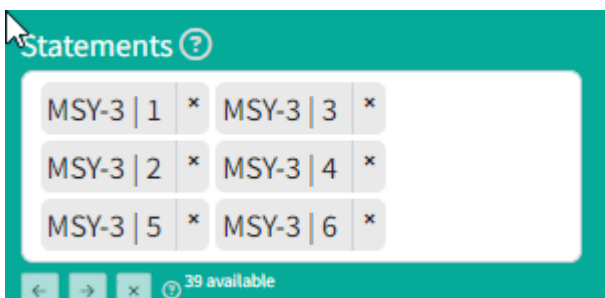 Statements ?
MSY-3 | 1 × MSY-3 | 3 ×
MSY-3 | 2 × MSY-3 | 4 ×
MSY-3 | 5 × MSY-3 | 6 ×
← → × ? 39 available